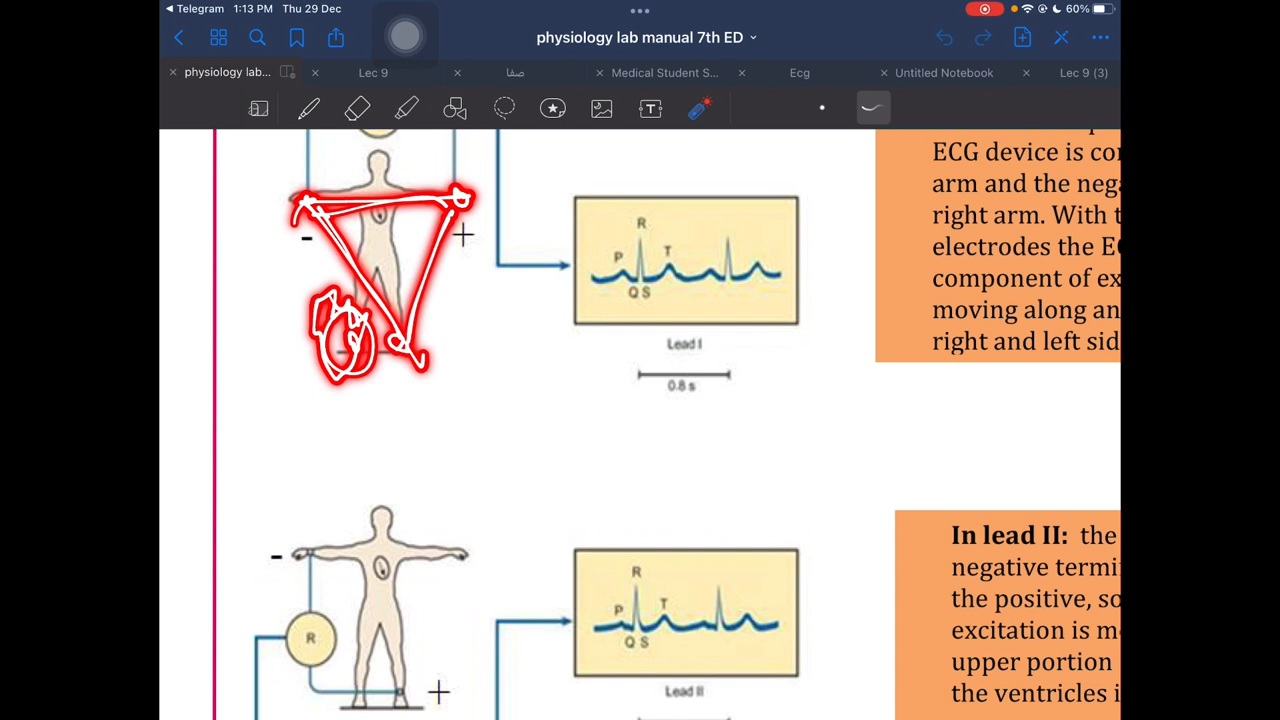 Telegram 1:13 PM Thu 29 Dec 60%
physiology lab manual 7th ED
physiology lab... Lec 9 صفا Medical Student S... Ecg Untitled Notebook Lec 9 (3)
T
ECG device is co
arm and the nega
right arm. With t
electrodes the E
component of ex
moving along an
right and left sid
- +
R
P T
Q S
Lead I
0.8 s
In lead II: the
negative termi
the positive, so
excitation is m
upper portion
the ventricles i
-
R
+
R
P T
Q S
Lead II